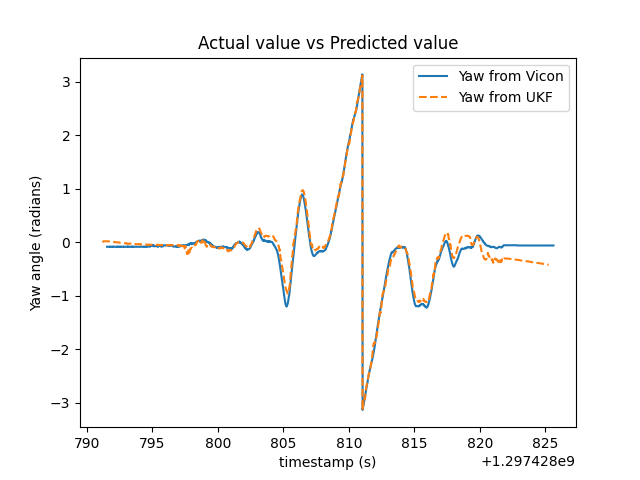 Actual value vs Predicted value
Yaw from Vicon
Yaw from UKF
Yaw angle (radians)
3
2
1
0
−1
−2
−3
790 795 800 805 810 815 820 825
timestamp (s)
+1.297428e9